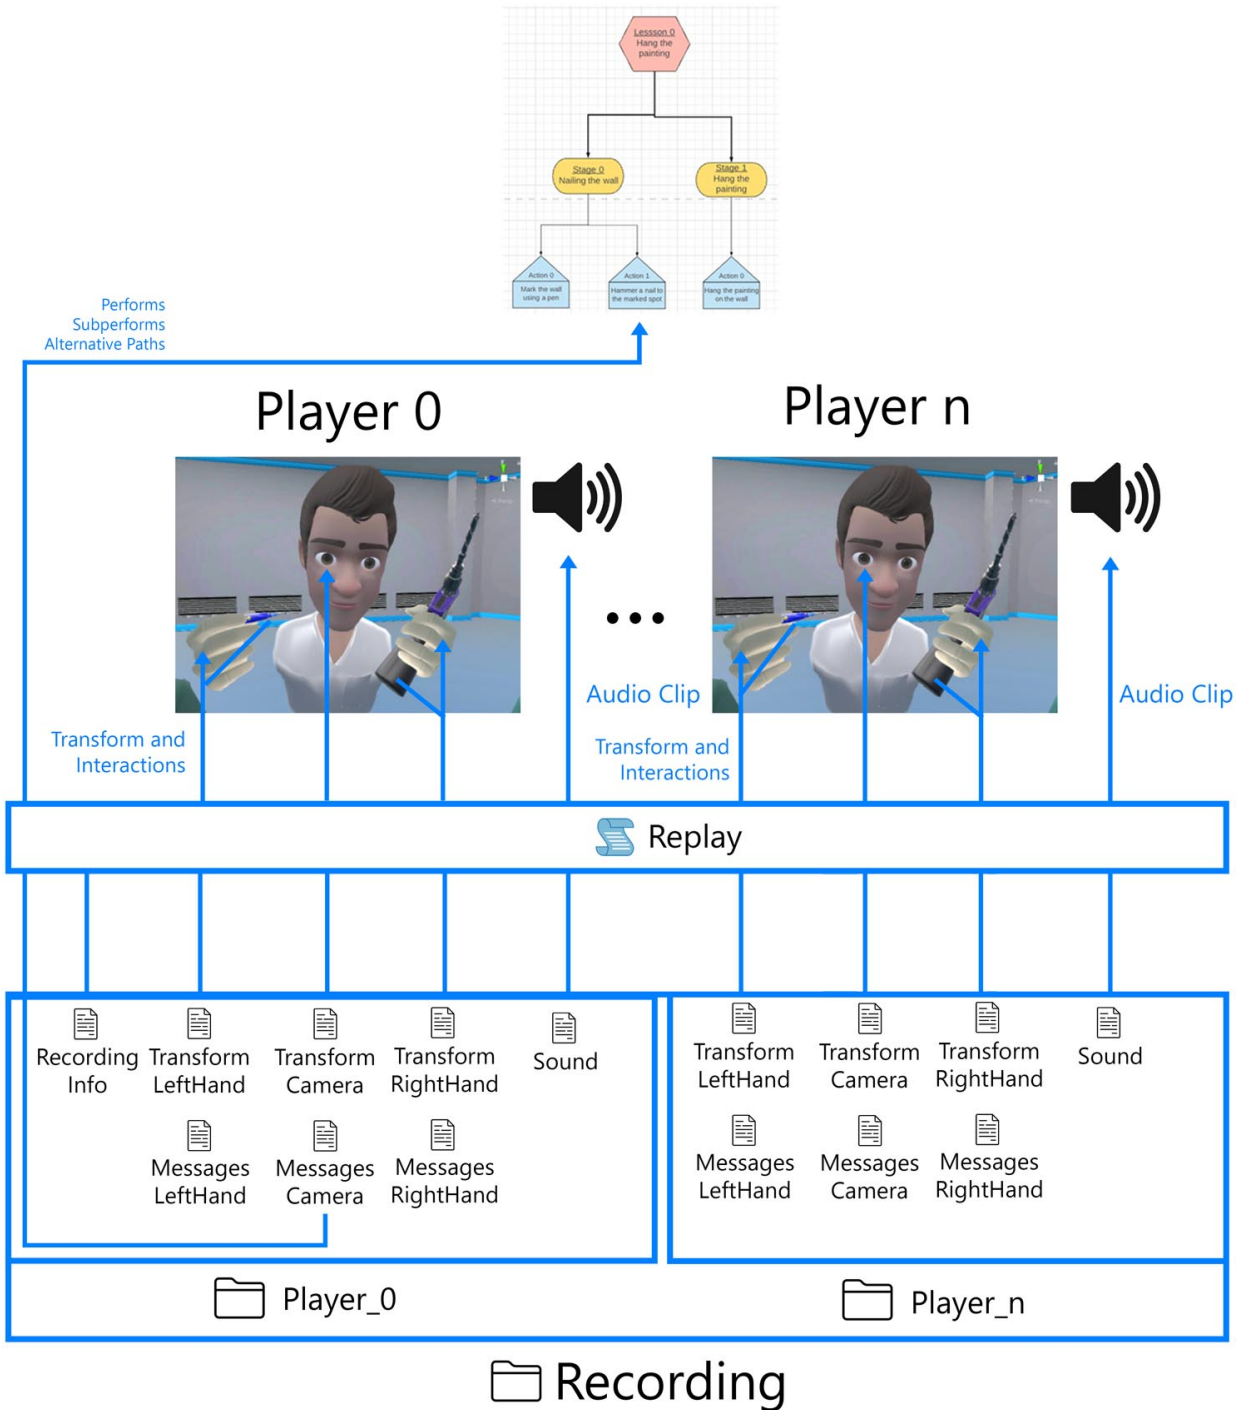 Lessson 0
Hang the
painting
Stage 0
Nailing the wall
Stage 1
Hang the
painting
Action 0
Mark the wall
using a pen
Action 1
Hammer a nail to
the marked spot
Action 0
Hang the painting
on the wall
Performs
Subperforms
Alternative Paths
Player 0
Player n
...
Audio Clip
Audio Clip
Transform and
Interactions
Transform and
Interactions
Replay
Recording
Info
Transform
LeftHand
Transform
Camera
Transform
RightHand
Sound
Messages
LeftHand
Messages
Camera
Messages
RightHand
Transform
LeftHand
Transform
Camera
Transform
RightHand
Sound
Messages
LeftHand
Messages
Camera
Messages
RightHand
Player_0
Player_n
Recording